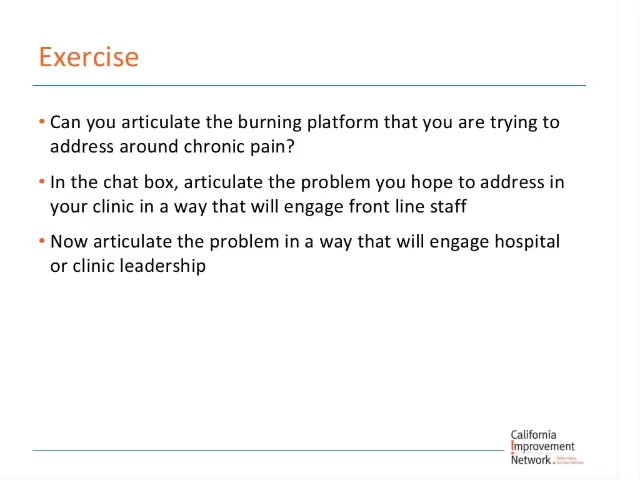 Exercise
• Can you articulate the burning platform that you are trying to
address around chronic pain?
• In the chat box, articulate the problem you hope to address in
your clinic in a way that will engage front line staff
• Now articulate the problem in a way that will engage hospital
or clinic leadership
California
Improvement
Network